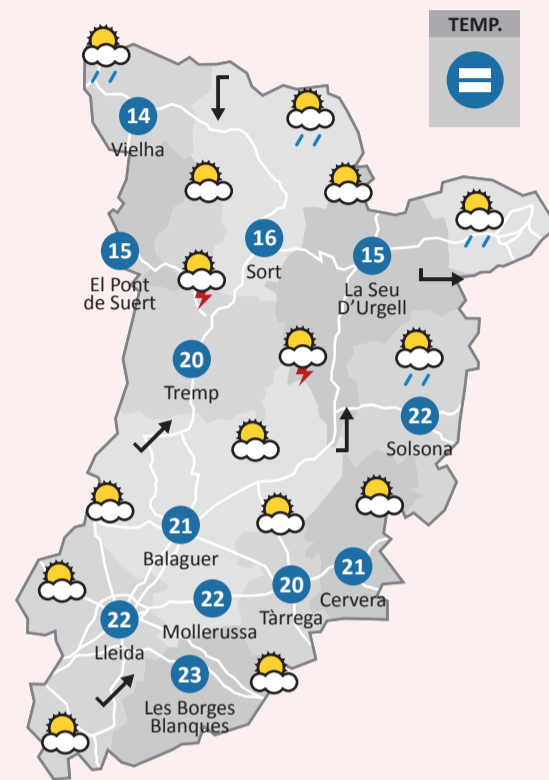 TEMP.
14
Vielha
16
Sort
15
El Pont
de Suert
15
La Seu
D'Urgell
20
Tremp
22
Solsona
21
Balaguer
21
Cervera
20
Tàrrega
22
Mollerussa
22
Lleida
23
Les Borges
Blanques